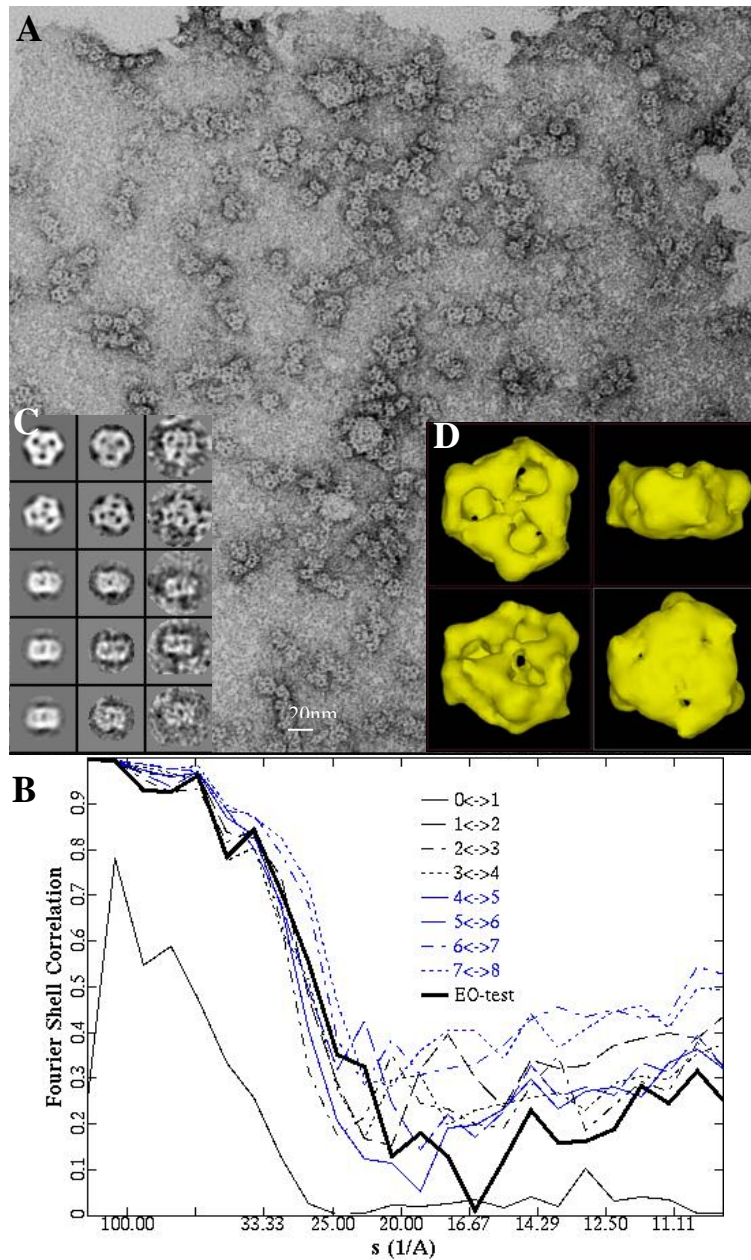 A
C
D
20nm
B
Fourier Shell Correlation
0.9
0.8
0.7
0.6
0.5
0.4
0.3
0.2
0.1
0
0<->1
1<->2
2<->3
3<->4
4<->5
5<->6
6<->7
7<->8
EO-test
100.00 33.33 25.00 20.00 16.67 14.29 12.50 11.11
s (1/A)